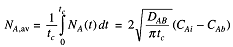 N_{A,av} = \frac{1}{t_c} \int_0^{t_c} N_A(t) dt = 2 \sqrt{\frac{D_{AB}}{\pi t_c}} (C_{Ai} - C_{Ab})